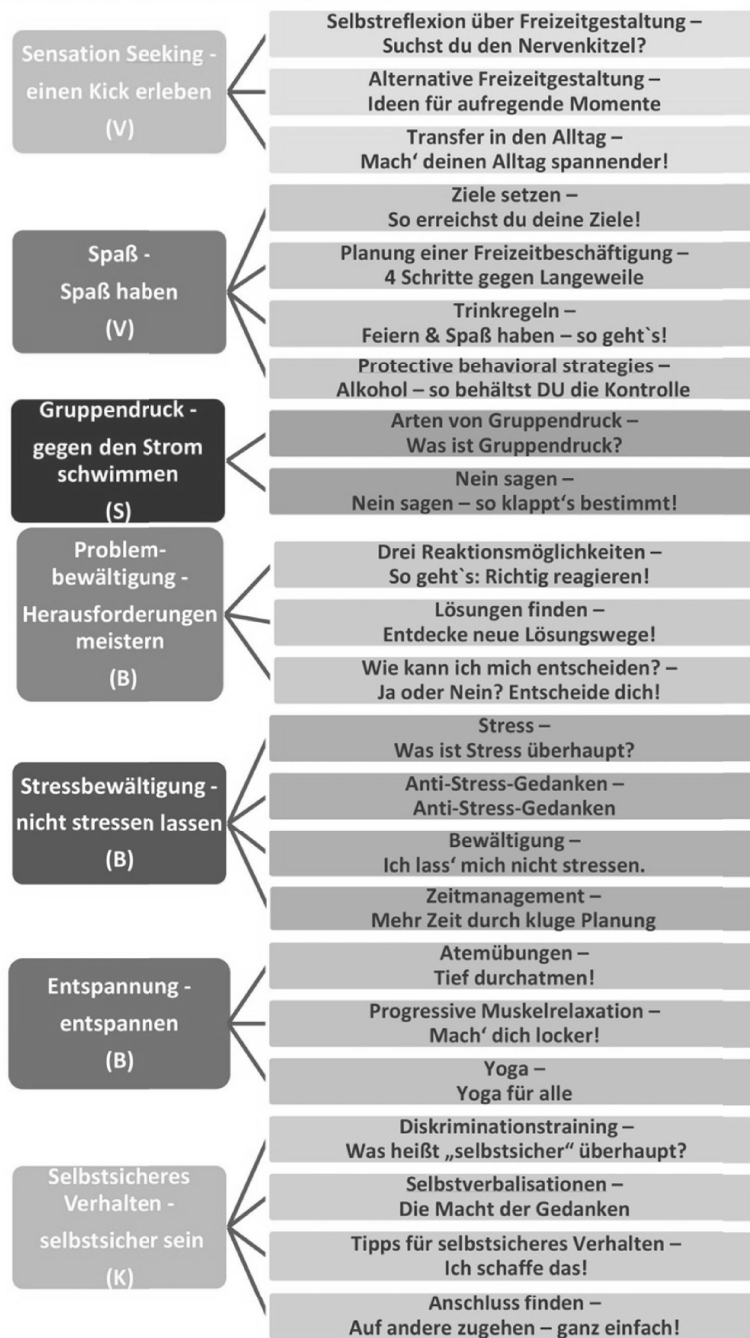 Sensation Seeking -
einen Kick erleben
(V)
Selbstreflexion über Freizeitgestaltung –
Suchst du den Nervenkitzel?
Alternative Freizeitgestaltung –
Ideen für aufregende Momente
Transfer in den Alltag –
Mach‘ deinen Alltag spannender!
Spaß -
Spaß haben
(V)
Ziele setzen –
So erreichst du deine Ziele!
Planung einer Freizeitbeschäftigung –
4 Schritte gegen Langeweile
Trinkregeln –
Feiern & Spaß haben – so geht`s!
Protective behavioral strategies –
Alkohol – so behältst DU die Kontrolle
Gruppendruck -
gegen den Strom
schwimmen
(S)
Arten von Gruppendruck –
Was ist Gruppendruck?
Nein sagen –
Nein sagen – so klappt‘s bestimmt!
Problem-
bewältigung -
Herausforderungen
meistern
(B)
Drei Reaktionsmöglichkeiten –
So geht`s: Richtig reagieren!
Lösungen finden –
Entdecke neue Lösungswege!
Wie kann ich mich entscheiden? –
Ja oder Nein? Entscheide dich!
Stressbewältigung -
nicht stressen lassen
(B)
Stress –
Was ist Stress überhaupt?
Anti-Stress-Gedanken –
Anti-Stress-Gedanken
Bewältigung –
Ich lass‘ mich nicht stressen.
Zeitmanagement –
Mehr Zeit durch kluge Planung
Entspannung -
entspannen
(B)
Atemübungen –
Tief durchatmen!
Progressive Muskelrelaxation –
Mach‘ dich locker!
Yoga –
Yoga für alle
Selbstsicheres
Verhalten -
selbstsicher sein
(K)
Diskriminationstraining –
Was heißt „selbstsicher“ überhaupt?
Selbstverbalisationen –
Die Macht der Gedanken
Tipps für selbstsicheres Verhalten –
Ich schaffe das!
Anschluss finden –
Auf andere zugehen – ganz einfach!